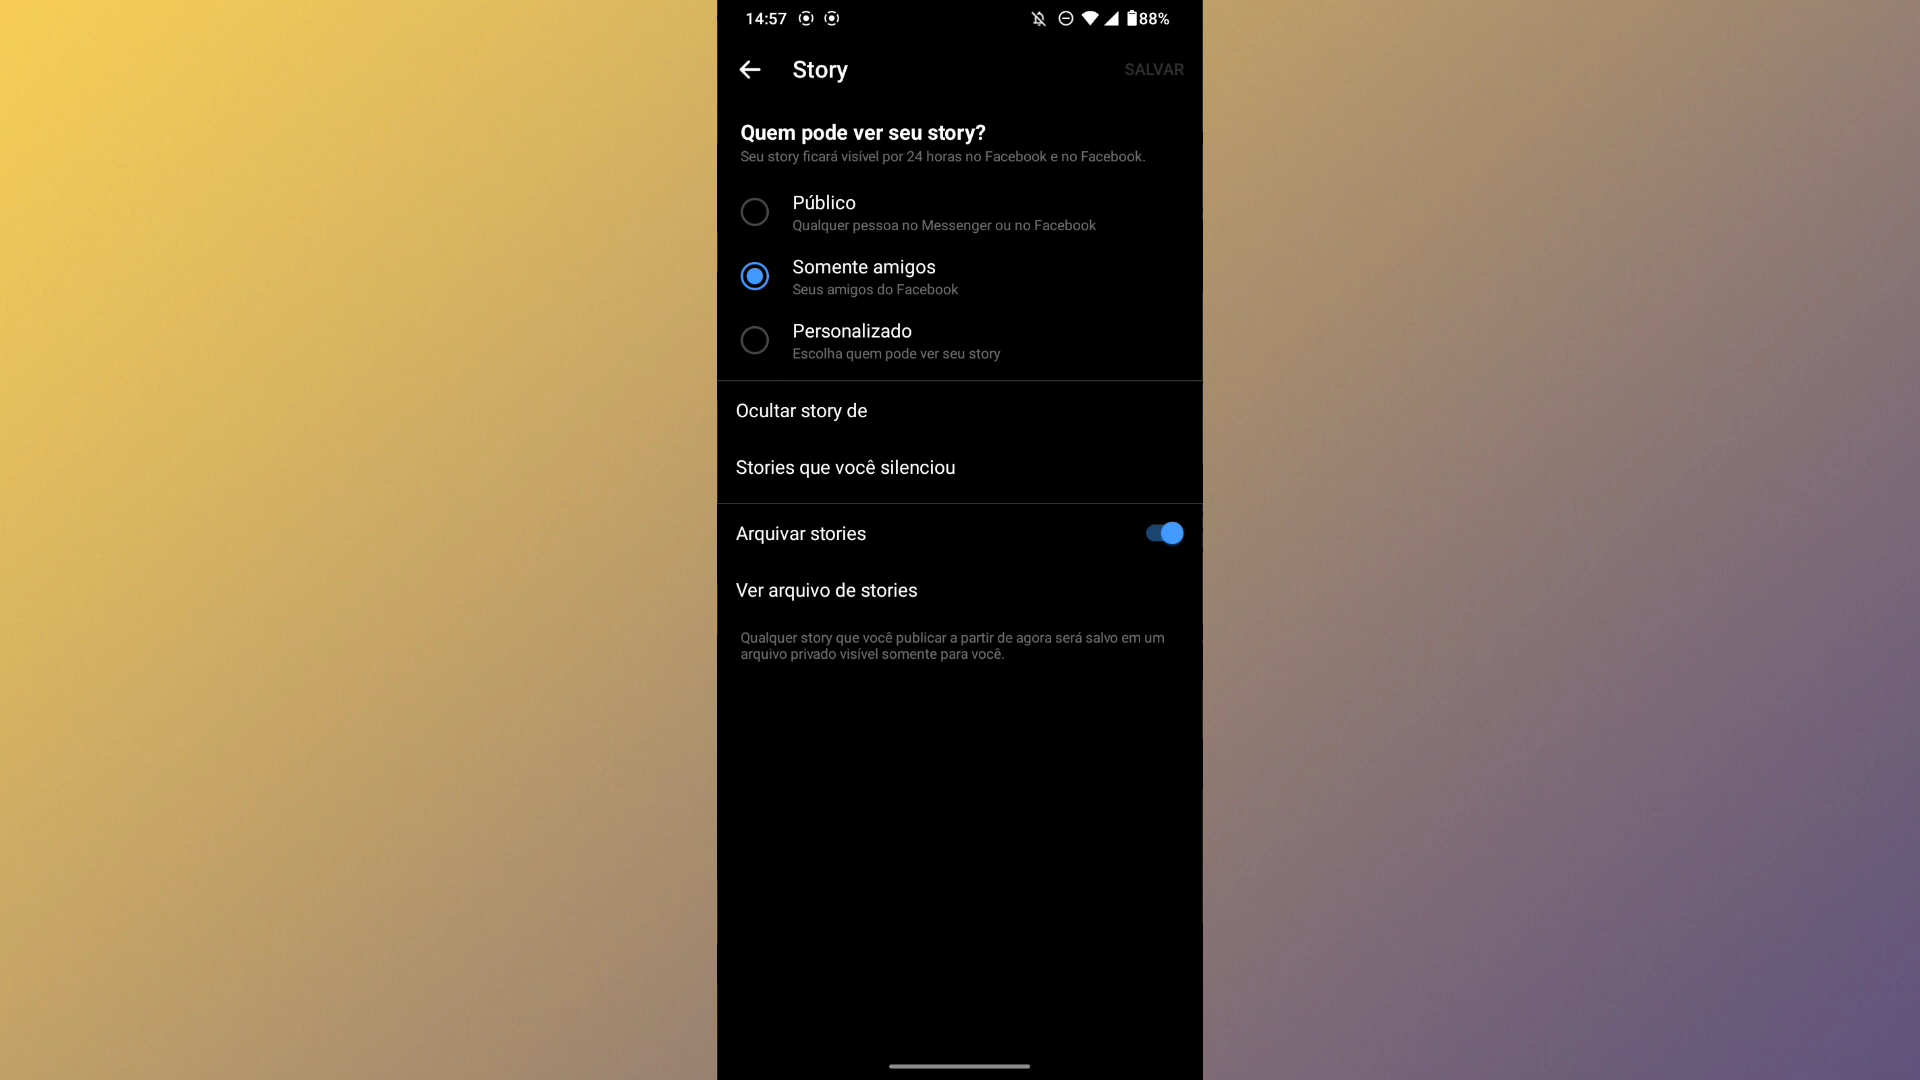 14:57
88%
Story
SALVAR
Quem pode ver seu story?
Seu story ficará visível por 24 horas no Facebook e no Facebook.
Público
Qualquer pessoa no Messenger ou no Facebook
Somente amigos
Seus amigos do Facebook
Personalizado
Escolha quem pode ver seu story
Ocultar story de
Stories que você silenciou
Arquivar stories
Ver arquivo de stories
Qualquer story que você publicar a partir de agora será salvo em um
arquivo privado visível somente para você.